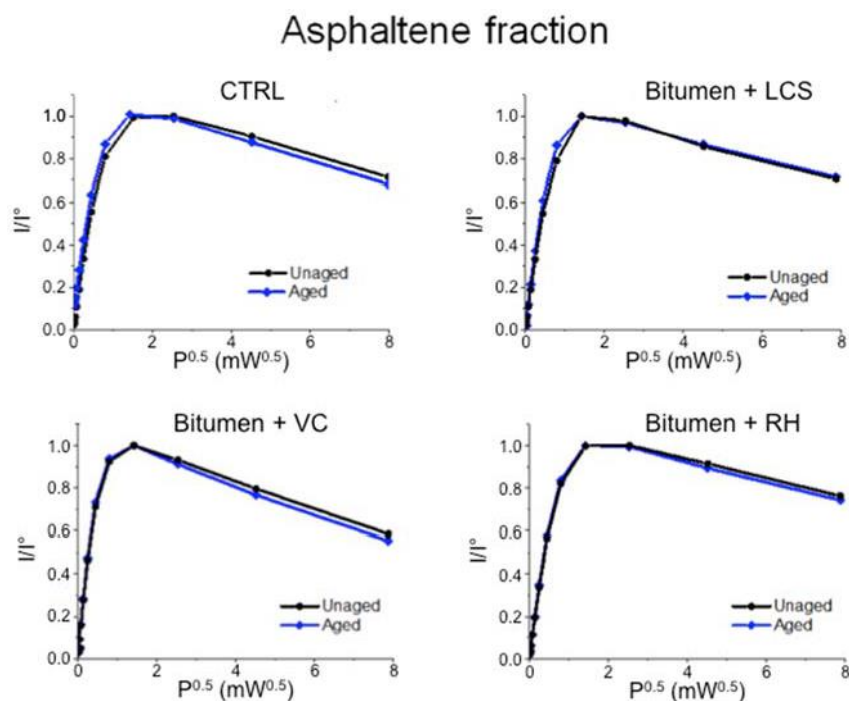 Asphaltene fraction
CTRL
I/I°
1.0
0.8
0.6
0.4
0.2
0.0
Unaged
Aged
0 2 4 6 8
P^0.5 (mW^0.5)
Bitumen + LCS
I/I°
1.0
0.8
0.6
0.4
0.2
0.0
Unaged
Aged
0 2 4 6 8
P^0.5 (mW^0.5)
Bitumen + VC
I/I°
1.0
0.8
0.6
0.4
0.2
0.0
Unaged
Aged
0 2 4 6 8
P^0.5 (mW^0.5)
Bitumen + RH
I/I°
1.0
0.8
0.6
0.4
0.2
0.0
Unaged
Aged
0 2 4 6 8
P^0.5 (mW^0.5)